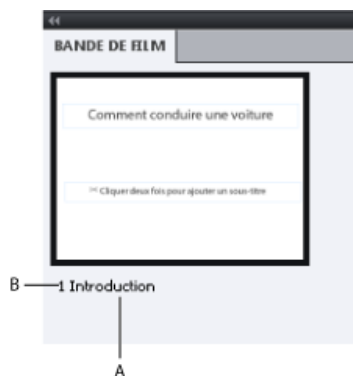 BANDE DE FILM
Comment conduire une voiture
Cliquer deux fois pour ajouter un sous-titre
B
1 Introduction
A